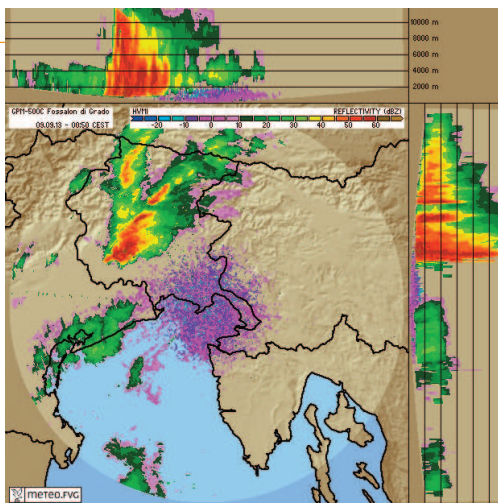 10000 m
8000 m
6000 m
4000 m
2000 m
GPM-500C Fossalon di Grado HVMI REFLECTIVITY (dBZ)
09.09.13 - 00:50 CEST -20 -10 0 10 20 30 40 50 60
meteo.FVG